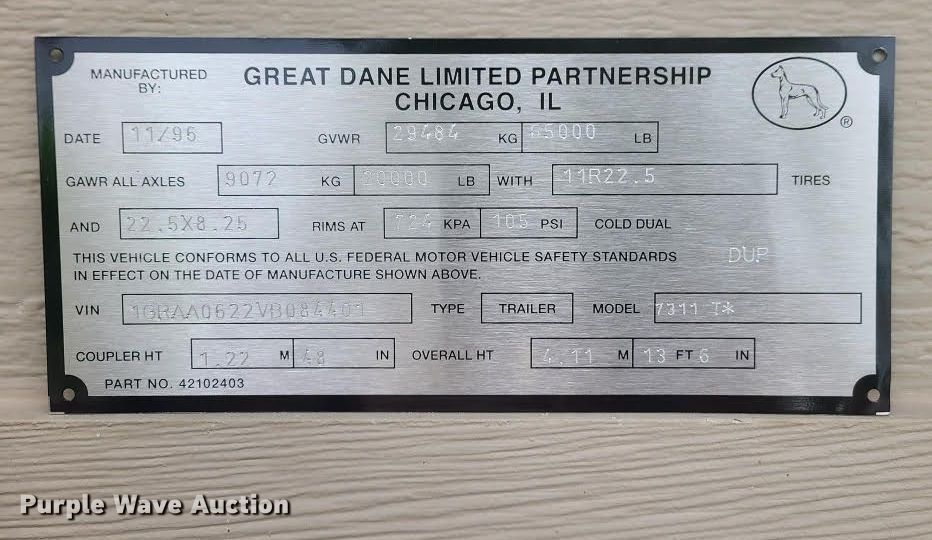 MANUFACTURED BY: GREAT DANE LIMITED PARTNERSHIP
CHICAGO, IL
®
DATE 11/96 GVWR 29484 KG 65000 LB
GAWR ALL AXLES 9072 KG 20000 LB WITH 11R22.5 TIRES
AND 22.5X8.25 RIMS AT 724 KPA 105 PSI COLD DUAL
THIS VEHICLE CONFORMS TO ALL U.S. FEDERAL MOTOR VEHICLE SAFETY STANDARDS DUP
IN EFFECT ON THE DATE OF MANUFACTURE SHOWN ABOVE.
VIN 1GRAA0622VB084401 TYPE TRAILER MODEL 7311 T*
COUPLER HT 1.22 M 48 IN OVERALL HT 4.11 M 13 FT 6 IN
PART NO. 42102403
Purple Wave Auction